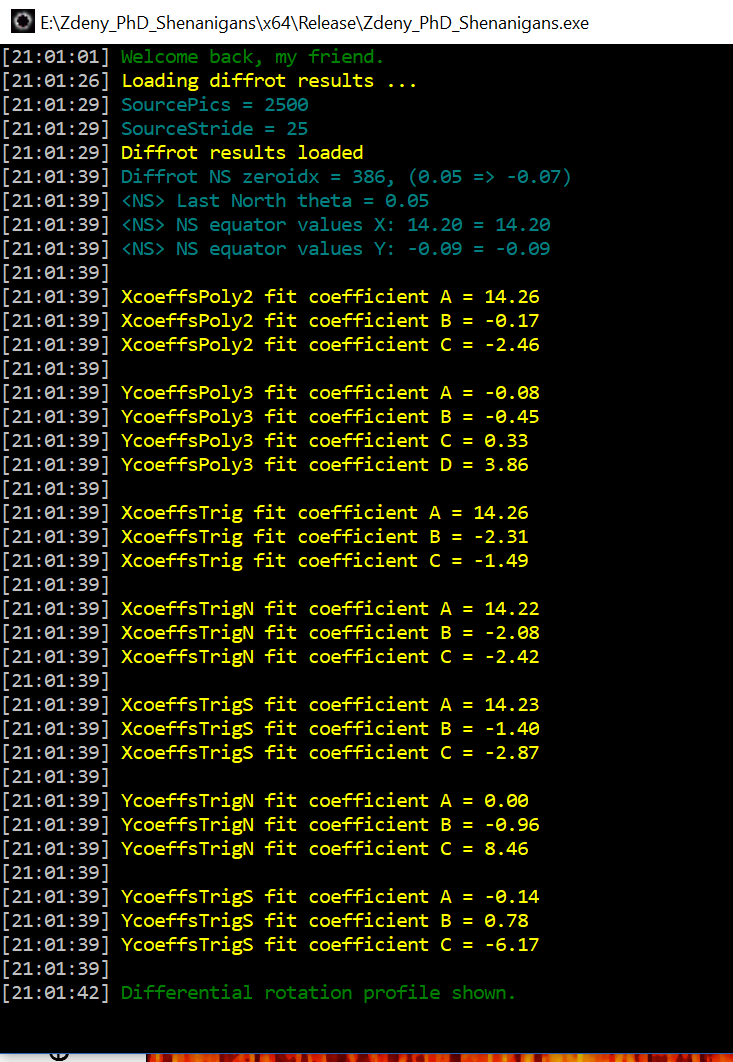 E:\Zdeny_PhD_Shenanigans\x64\Release\Zdeny_PhD_Shenanigans.exe
[21:01:01] Welcome back, my friend.
[21:01:26] Loading diffrot results ...
[21:01:29] SourcePics = 2500
[21:01:29] SourceStride = 25
[21:01:29] Diffrot results loaded
[21:01:39] Diffrot NS zeroidx = 386, (0.05 => -0.07)
[21:01:39] <NS> Last North theta = 0.05
[21:01:39] <NS> NS equator values X: 14.20 = 14.20
[21:01:39] <NS> NS equator values Y: -0.09 = -0.09
[21:01:39]
[21:01:39] XcoeffsPoly2 fit coefficient A = 14.26
[21:01:39] XcoeffsPoly2 fit coefficient B = -0.17
[21:01:39] XcoeffsPoly2 fit coefficient C = -2.46
[21:01:39]
[21:01:39] YcoeffsPoly3 fit coefficient A = -0.08
[21:01:39] YcoeffsPoly3 fit coefficient B = -0.45
[21:01:39] YcoeffsPoly3 fit coefficient C = 0.33
[21:01:39] YcoeffsPoly3 fit coefficient D = 3.86
[21:01:39]
[21:01:39] XcoeffsTrig fit coefficient A = 14.26
[21:01:39] XcoeffsTrig fit coefficient B = -2.31
[21:01:39] XcoeffsTrig fit coefficient C = -1.49
[21:01:39]
[21:01:39] XcoeffsTrigN fit coefficient A = 14.22
[21:01:39] XcoeffsTrigN fit coefficient B = -2.08
[21:01:39] XcoeffsTrigN fit coefficient C = -2.42
[21:01:39]
[21:01:39] XcoeffsTrigS fit coefficient A = 14.23
[21:01:39] XcoeffsTrigS fit coefficient B = -1.40
[21:01:39] XcoeffsTrigS fit coefficient C = -2.87
[21:01:39]
[21:01:39] YcoeffsTrigN fit coefficient A = 0.00
[21:01:39] YcoeffsTrigN fit coefficient B = -0.96
[21:01:39] YcoeffsTrigN fit coefficient C = 8.46
[21:01:39]
[21:01:39] YcoeffsTrigS fit coefficient A = -0.14
[21:01:39] YcoeffsTrigS fit coefficient B = 0.78
[21:01:39] YcoeffsTrigS fit coefficient C = -6.17
[21:01:39]
[21:01:42] Differential rotation profile shown.